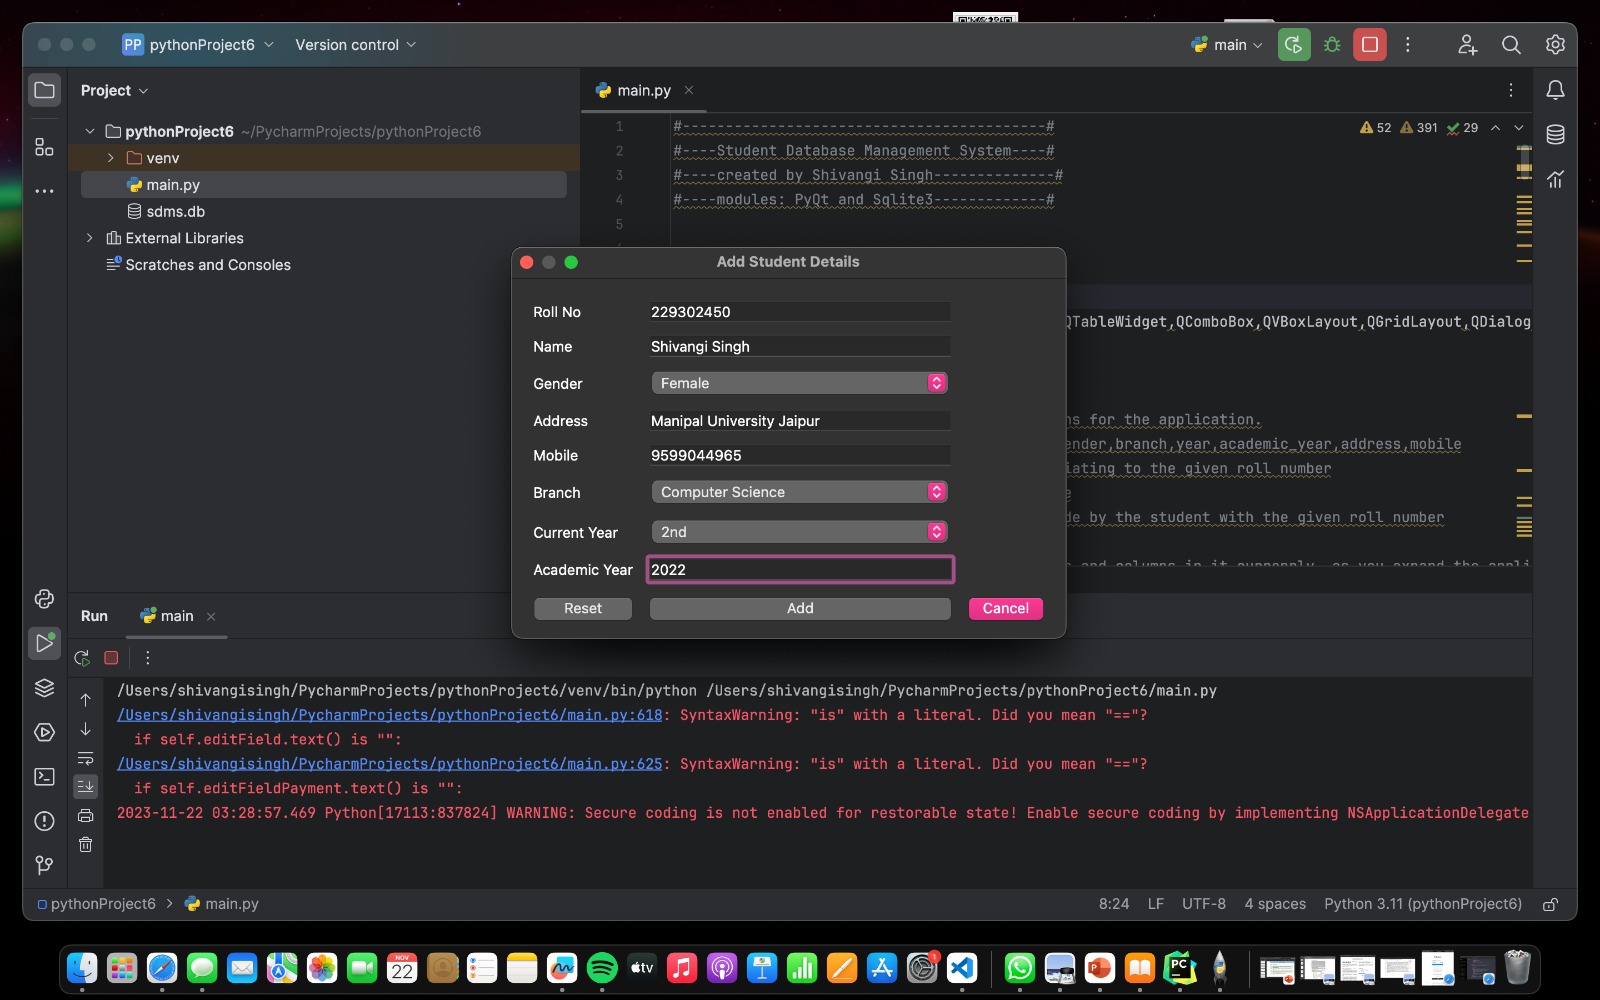 PP pythonProject6
Version control
main
Project
main.py
pythonProject6 ~/PycharmProjects/pythonProject6
venv
main.py
sdms.db
External Libraries
Scratches and Consoles
52 391 29
1 #------------------------------------------#
2 #----Student Database Management System----#
3 #----created by Shivangi Singh--------------#
4 #----modules: PyQt and Sqlite3-------------#
5
Add Student Details
Roll No 229302450
Name Shivangi Singh
Gender Female
Address Manipal University Jaipur
Mobile 9599044965
Branch Computer Science
Current Year 2nd
Academic Year 2022
Reset Add Cancel
QTableWidget,QComboBox,QVBoxLayout,QGridLayout,QDialog
ns for the application.
ender,branch,year,academic_year,address,mobile
iating to the given roll number
e
de by the student with the given roll number
Run main
/Users/shivangisingh/PycharmProjects/pythonProject6/venv/bin/python /Users/shivangisingh/PycharmProjects/pythonProject6/main.py
/Users/shivangisingh/PycharmProjects/pythonProject6/main.py:618: SyntaxWarning: "is" with a literal. Did you mean "=="?
if self.editField.text() is "":
/Users/shivangisingh/PycharmProjects/pythonProject6/main.py:625: SyntaxWarning: "is" with a literal. Did you mean "=="?
if self.editFieldPayment.text() is "":
2023-11-22 03:28:57.469 Python[17113:837824] WARNING: Secure coding is not enabled for restorable state! Enable secure coding by implementing NSApplicationDelegate
pythonProject6 > main.py
8:24 LF UTF-8 4 spaces Python 3.11 (pythonProject6)
NOV
22
tv
1
PC